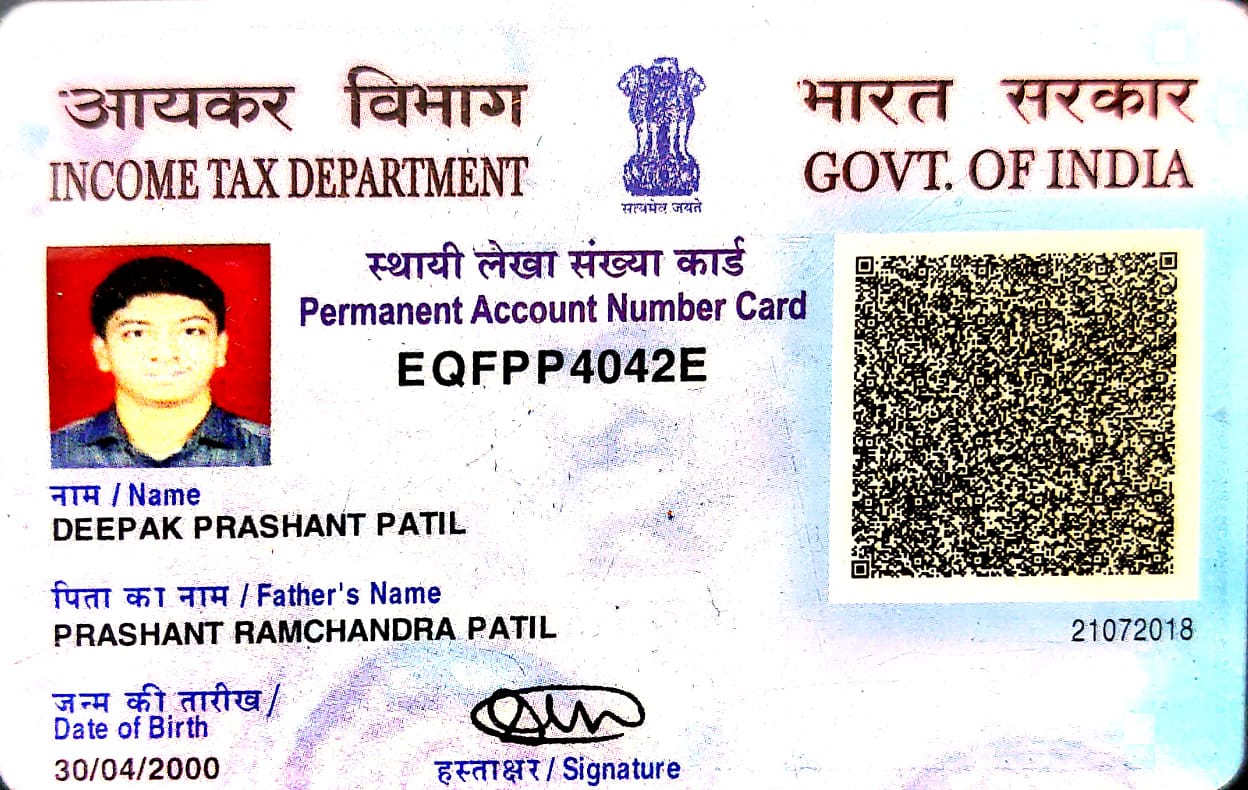 आयकर विभाग
INCOME TAX DEPARTMENT
सत्यमेव जयते
भारत सरकार
GOVT. OF INDIA
स्थायी लेखा संख्या कार्ड
Permanent Account Number Card
EQFPP4042E
नाम / Name
DEEPAK PRASHANT PATIL
पिता का नाम / Father's Name
PRASHANT RAMCHANDRA PATIL
21072018
जन्म की तारीख /
Date of Birth
30/04/2000
हस्ताक्षर / Signature